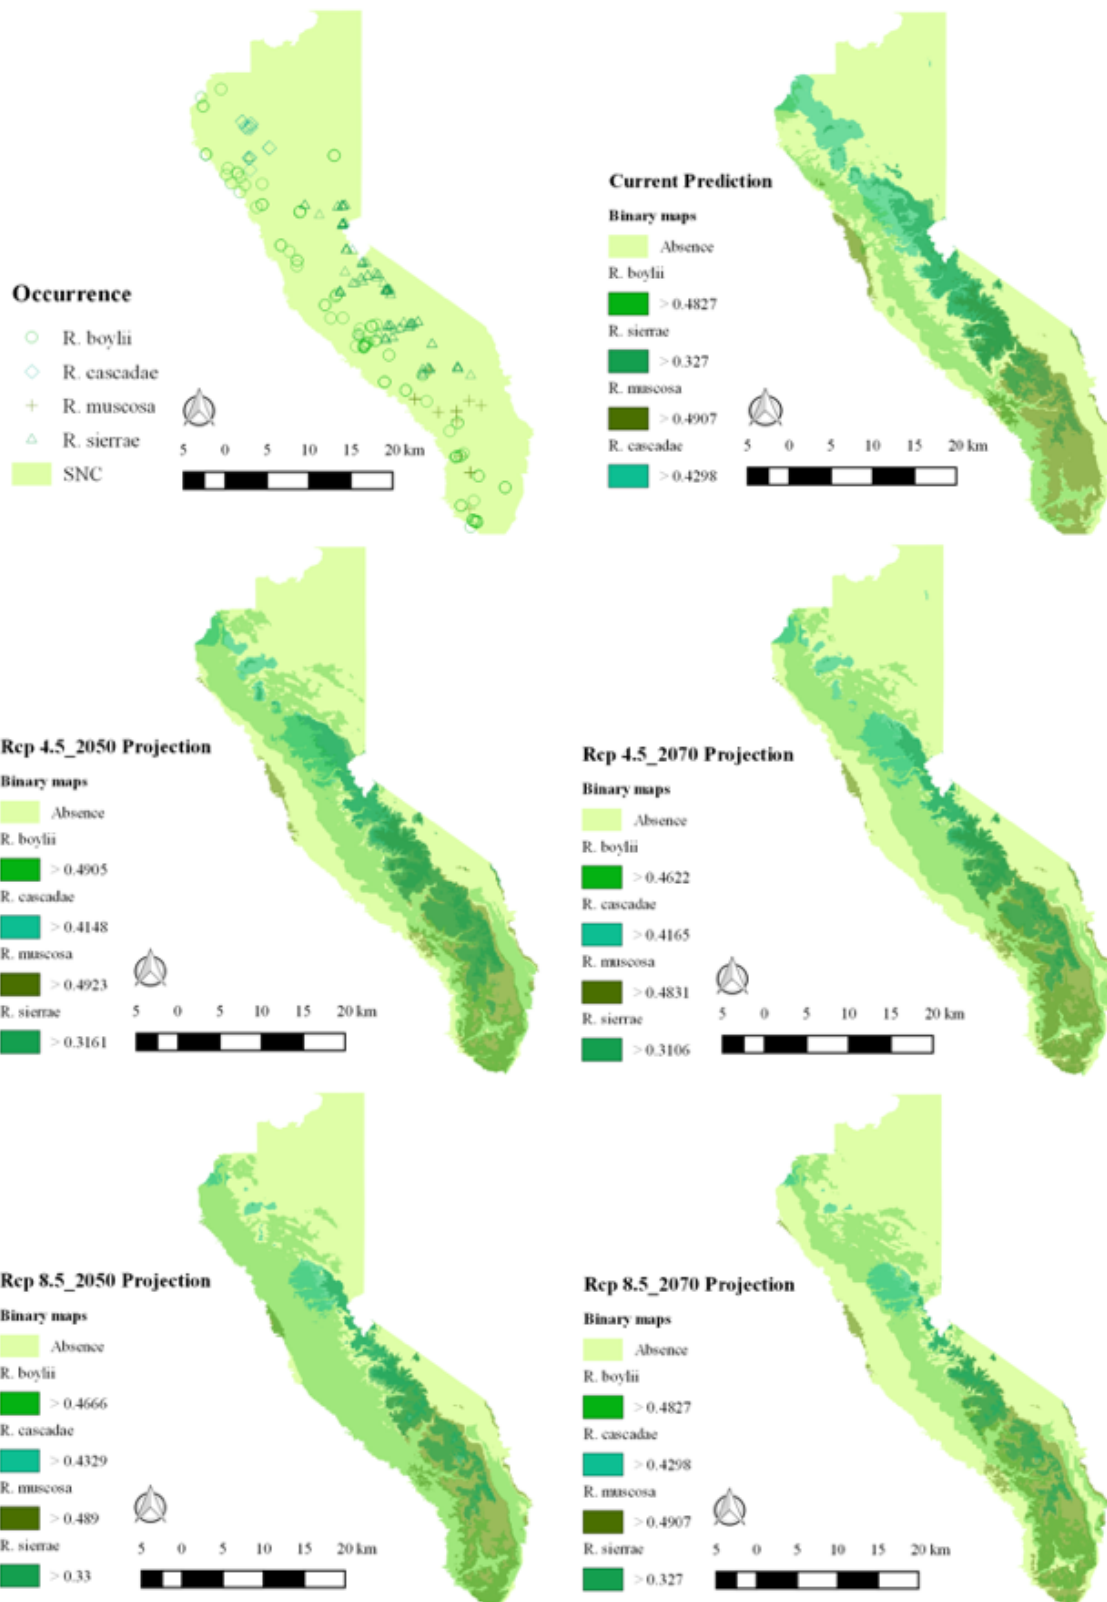 Occurrence
R. boylii
R. cascadae
R. muscosa
R. sierrae
SNC
5 0 5 10 15 20 km
Current Prediction
Binary maps
Absence
R. boylii
> 0.4827
R. sierrae
> 0.327
R. muscosa
> 0.4907
R. cascadae
> 0.4298
5 0 5 10 15 20 km
Rcp 4.5_2050 Projection
Binary maps
Absence
R. boylii
> 0.4905
R. cascadae
> 0.4148
R. muscosa
> 0.4923
R. sierrae
> 0.3161
5 0 5 10 15 20 km
Rcp 4.5_2070 Projection
Binary maps
Absence
R. boylii
> 0.4622
R. cascadae
> 0.4165
R. muscosa
> 0.4831
R. sierrae
> 0.3106
5 0 5 10 15 20 km
Rcp 8.5_2050 Projection
Binary maps
Absence
R. boylii
> 0.4666
R. cascadae
> 0.4329
R. muscosa
> 0.489
R. sierrae
> 0.33
5 0 5 10 15 20 km
Rcp 8.5_2070 Projection
Binary maps
Absence
R. boylii
> 0.4827
R. cascadae
> 0.4298
R. muscosa
> 0.4907
R. sierrae
> 0.327
5 0 5 10 15 20 km